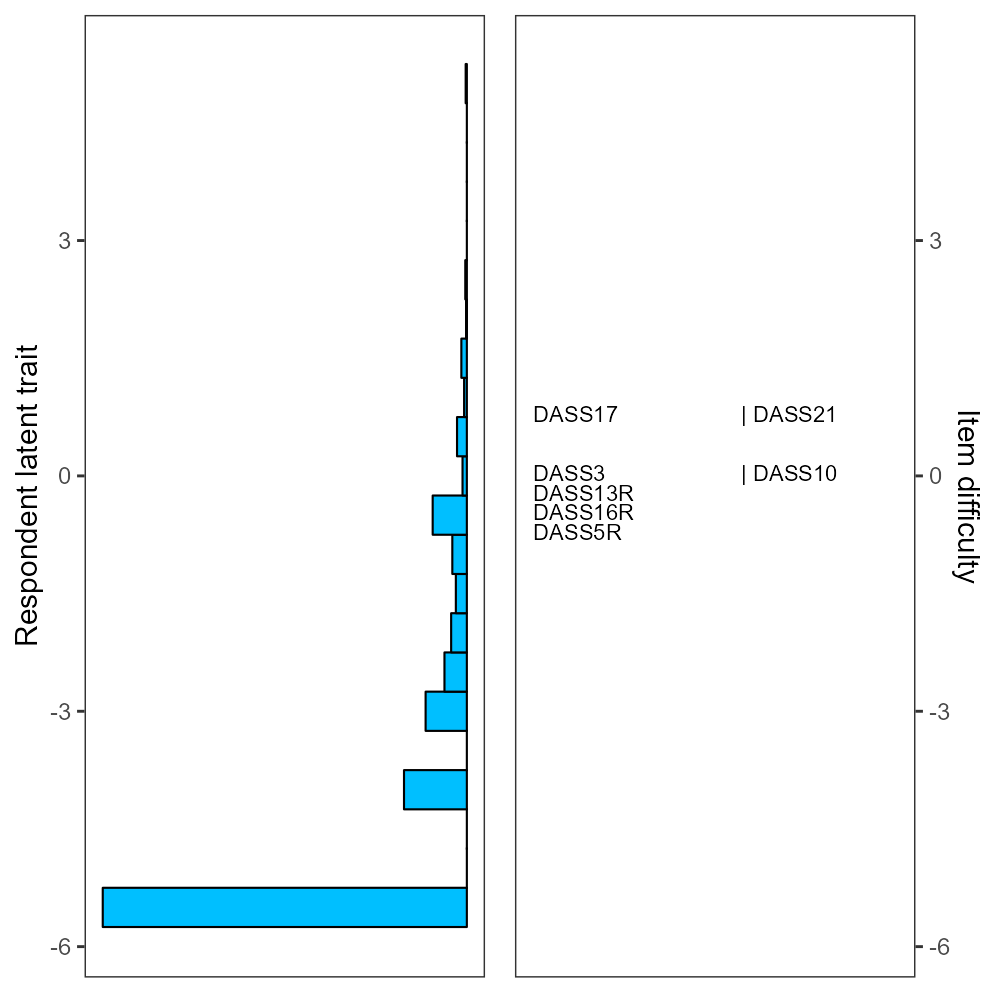 Respondent latent trait
3
0
-3
-6
DASS17 | DASS21
DASS3 | DASS10
DASS13R
DASS16R
DASS5R
3
0
-3
-6
Item difficulty